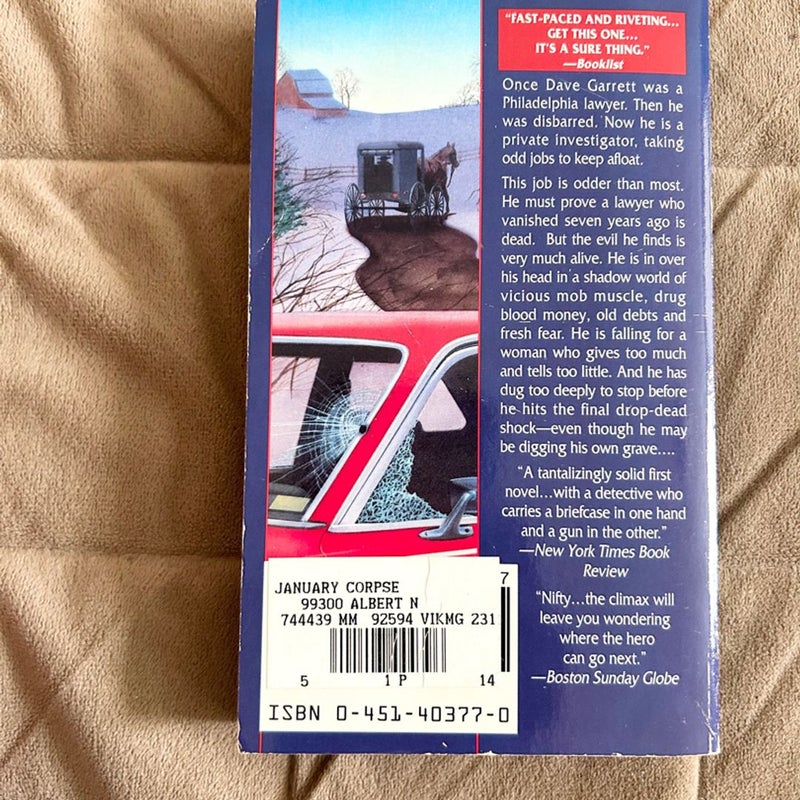 "FAST-PACED AND RIVETING...
GET THIS ONE...
IT'S A SURE THING."
—Booklist
Once Dave Garrett was a
Philadelphia lawyer. Then he
was disbarred. Now he is a
private investigator, taking
odd jobs to keep afloat.
This job is odder than most.
He must prove a lawyer who
vanished seven years ago is
dead. But the evil he finds is
very much alive. He is in over
his head in a shadow world of
vicious mob muscle, drug
blood money, old debts and
fresh fear. He is falling for a
woman who gives too much
and tells too little. And he has
dug too deeply to stop before
he hits the final drop-dead
shock—even though he may
be digging his own grave....
"A tantalizingly solid first
novel...with a detective who
carries a briefcase in one hand
and a gun in the other."
—New York Times Book
Review
"Nifty...the climax will
leave you wondering
where the hero
can go next."
—Boston Sunday Globe
JANUARY CORPSE
99300 ALBERT N
744439 MM 92594 VIKMG 231
5 1P 14
7
ISBN 0-451-40377-0